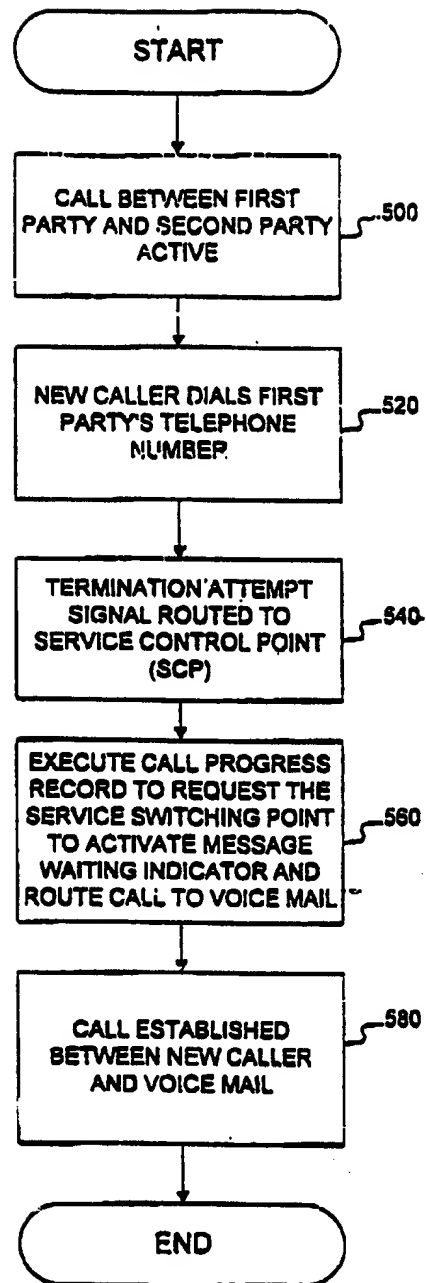 START
CALL BETWEEN FIRST
PARTY AND SECOND PARTY
ACTIVE
500
NEW CALLER DIALS FIRST
PARTY'S TELEPHONE
NUMBER
520
TERMINATION ATTEMPT
SIGNAL ROUTED TO
SERVICE CONTROL POINT
(SCP)
540
EXECUTE CALL PROGRESS
RECORD TO REQUEST THE
SERVICE SWITCHING POINT
TO ACTIVATE MESSAGE
WAITING INDICATOR AND
ROUTE CALL TO VOICE MAIL
560
CALL ESTABLISHED
BETWEEN NEW CALLER
AND VOICE MAIL
580
END